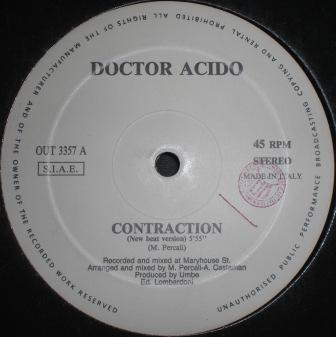 ALL RIGHTS OF THE MANUFACTURER AND OF THE OWNER OF THE RECORDED WORK RESERVED
UNAUTHORISED PUBLIC PERFORMANCE BROADCASTING COPYING AND RENTAL PROHIBITED
DOCTOR ACIDO
OUT 3357 A
S.I.A.E.
45 RPM
STEREO
MADE IN ITALY
CONTRACTION
(New beat version) 5'55"
(M. Percali)
Recorded and mixed at Maryhouse St.
Arranged and mixed by M. Percali-A. Castellan
Produced by Umbe
Ed. Lombardoni